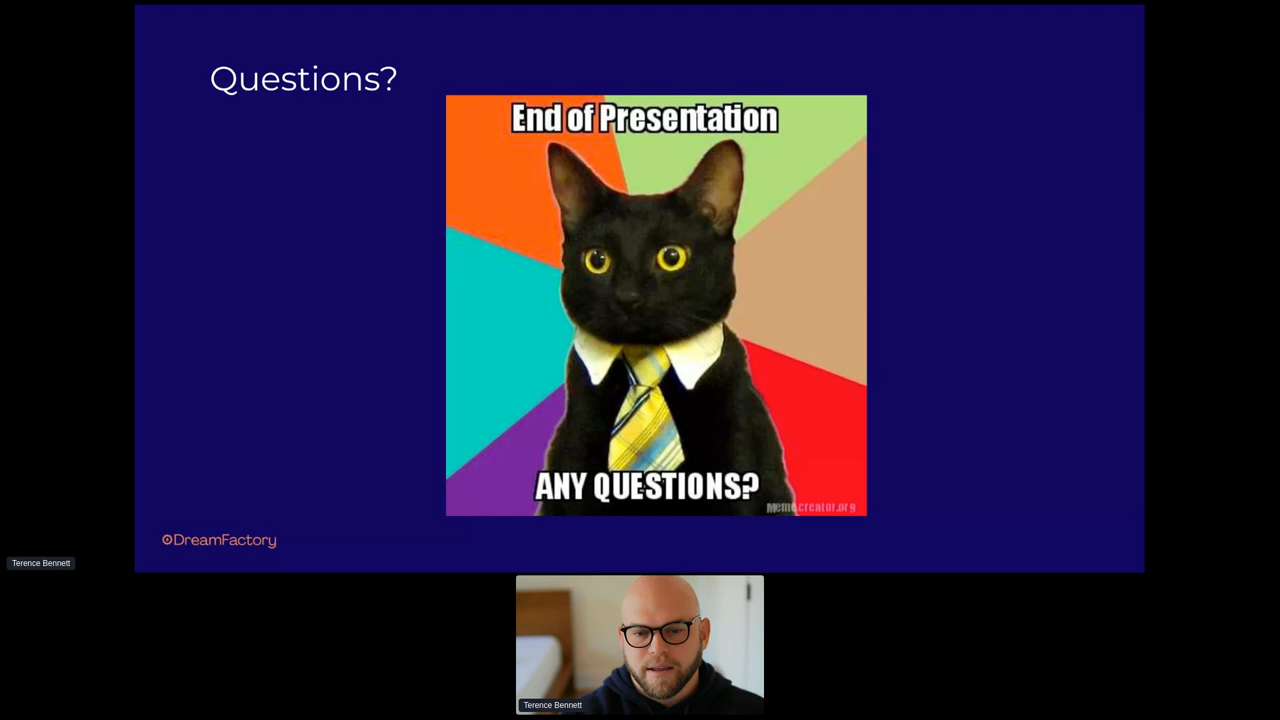 Questions?
End of Presentation
ANY QUESTIONS?
Memecreator.org
DreamFactory
Terence Bennett
Terence Bennett